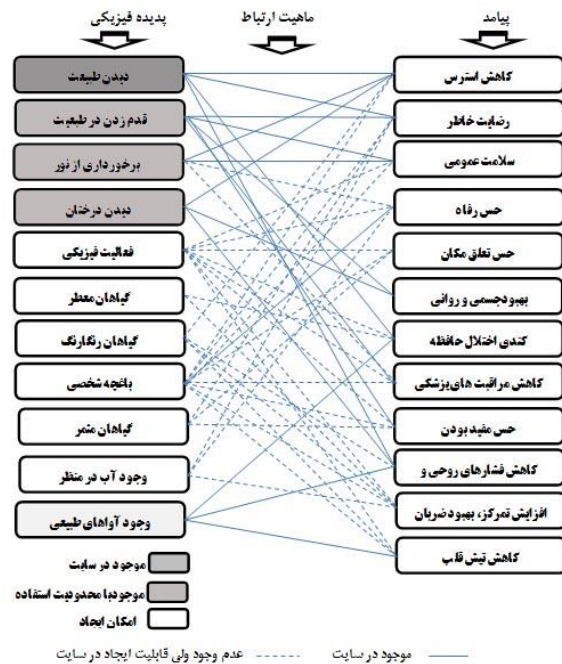 پدیده فیزیکی
ماهیت ارتباط
پیامد
دیدن طبیعت
کاهش استرس
قدم زدن در طبعیت
رضایت خاطر
برخورداری از نور
سلامت عمومی
دیدن درختان
حس رفاه
فعالیت فیزیکی
حس تعلق مکان
گیاهان معطر
بهبود جسمی و روانی
گیاهان رنگارنگ
کندی اختلال حافظه
باغچه شخصی
کاهش مراقبت های پزشکی
گیاهان مثمر
حس مفید بودن
وجود آب در منظر
کاهش فشارهای روحی و
وجود آواهای طبیعی
افزایش تمرکز، بهبود ضربان
کاهش تپش قلب
موجود در سایت
موجود با محدودیت استفاده
امکان ایجاد
موجود در سایت
عدم وجود ولی قابلیت ایجاد در سایت